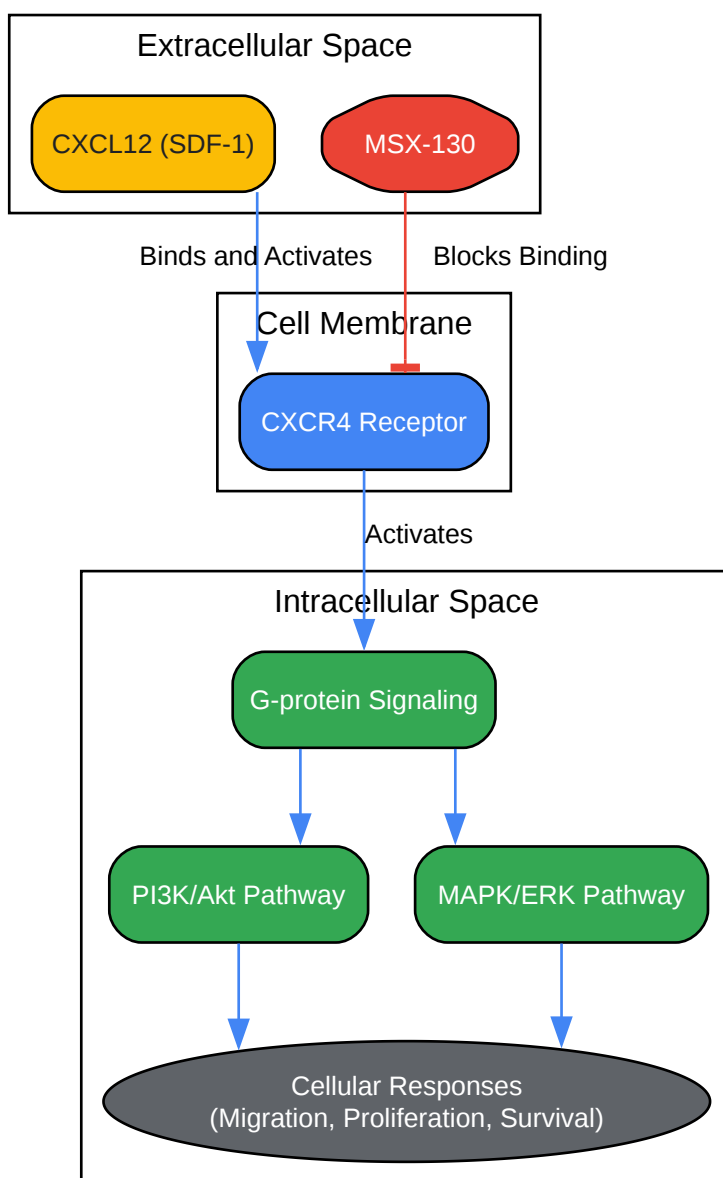 Extracellular Space
CXCL12 (SDF-1)
MSX-130
Binds and Activates
Blocks Binding
Cell Membrane
CXCR4 Receptor
Activates
Intracellular Space
G-protein Signaling
PI3K/Akt Pathway
MAPK/ERK Pathway
Cellular Responses
(Migration, Proliferation, Survival)